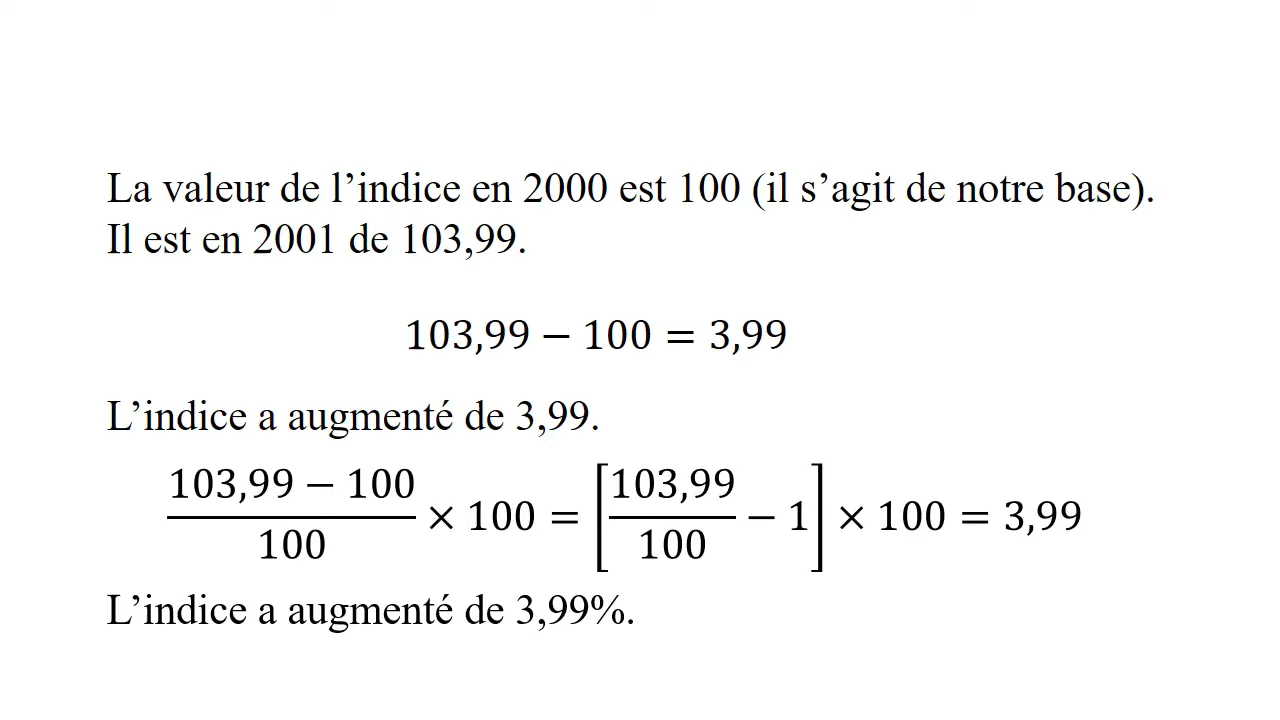 La valeur de l’indice en 2000 est 100 (il s’agit de notre base).
Il est en 2001 de 103,99.
103,99 − 100 = 3,99
L’indice a augmenté de 3,99.
\frac{103,99 − 100}{100} × 100 = [\frac{103,99}{100} − 1] × 100 = 3,99
L’indice a augmenté de 3,99%.